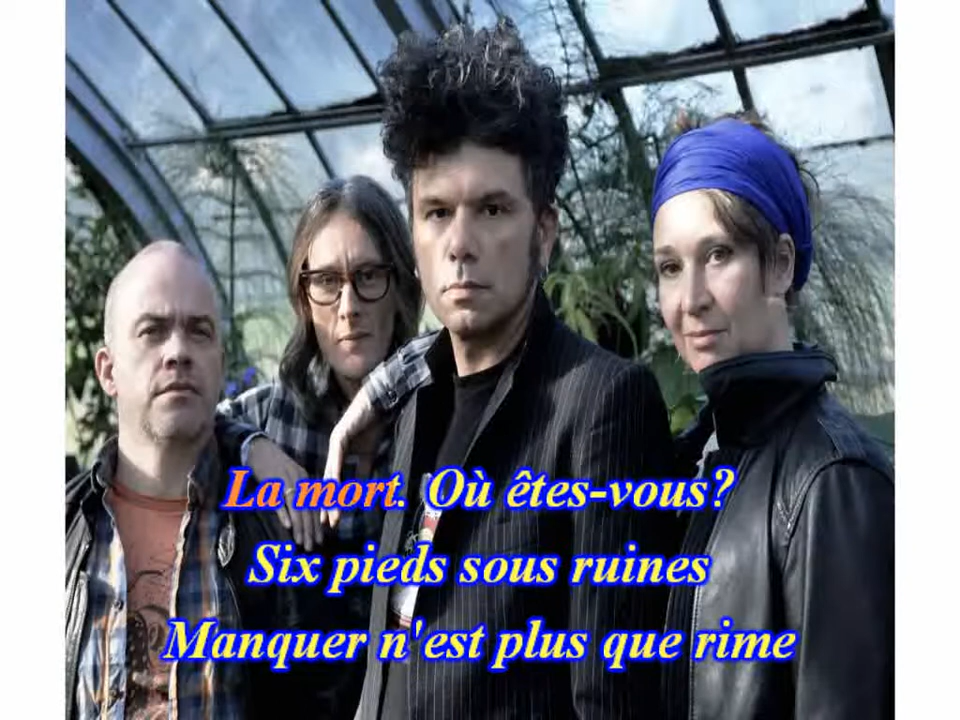 La mort. Où êtes-vous?
Six pieds sous ruines
Manquer n'est plus que rime